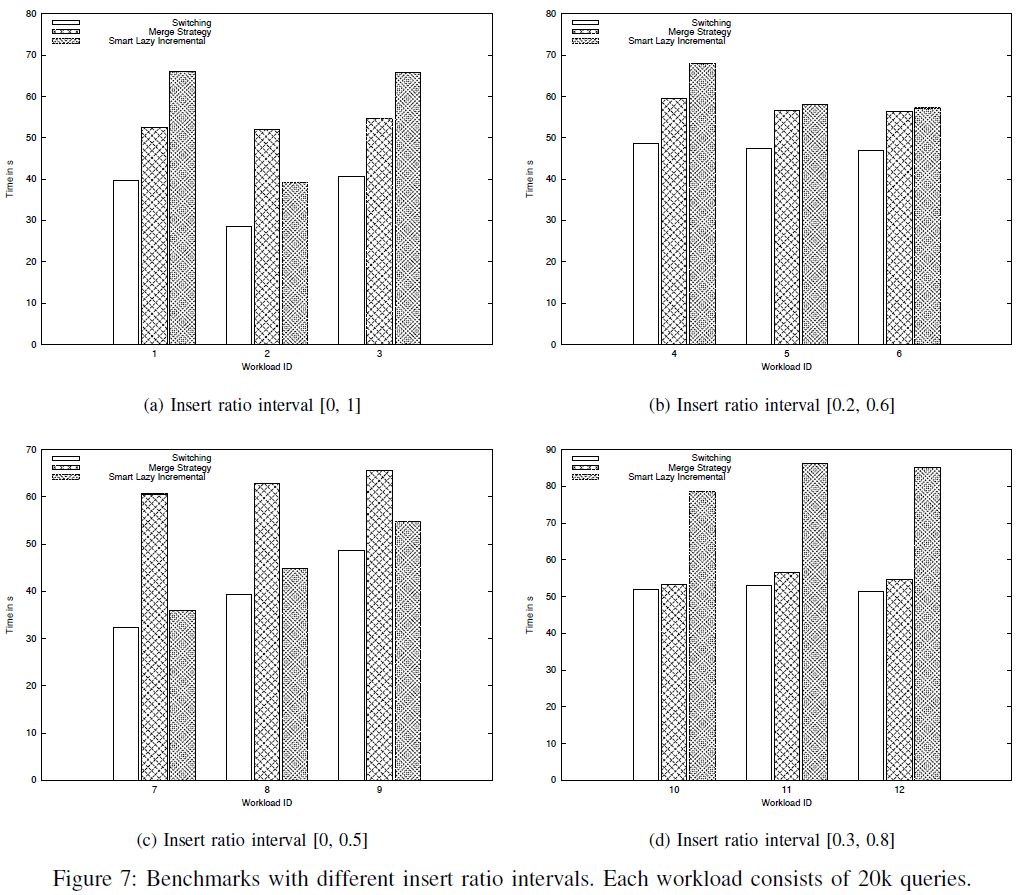 80
70
60
50
40
30
20
10
0
Time in s
Switching
Merge Strategy
Smart Lazy Incremental
1 2 3
Workload ID
(a) Insert ratio interval [0, 1]
80
70
60
50
40
30
20
10
0
Time in s
Switching
Merge Strategy
Smart Lazy Incremental
4 5 6
Workload ID
(b) Insert ratio interval [0.2, 0.6]
70
60
50
40
30
20
10
0
Time in s
Switching
Merge Strategy
Smart Lazy Incremental
7 8 9
Workload ID
(c) Insert ratio interval [0, 0.5]
90
80
70
60
50
40
30
20
10
0
Time in s
Switching
Merge Strategy
Smart Lazy Incremental
10 11 12
Workload ID
(d) Insert ratio interval [0.3, 0.8]
Figure 7: Benchmarks with different insert ratio intervals. Each workload consists of 20k queries.